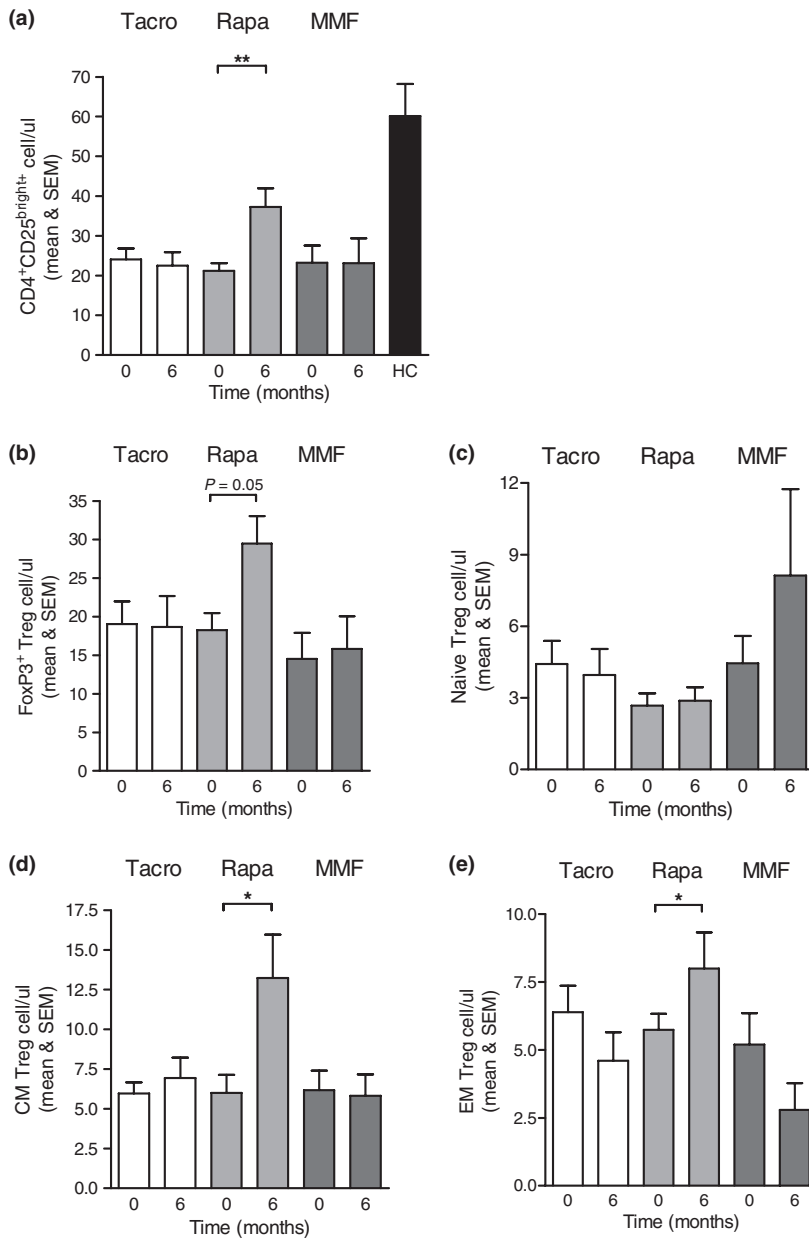 (a)
Tacro Rapa MMF
**
CD4+CD25bright+ cell/ul
(mean & SEM)
70
60
50
40
30
20
10
0
0 6 0 6 0 6 HC
Time (months)
(b)
Tacro Rapa MMF
P = 0.05
FoxP3+ Treg cell/ul
(mean & SEM)
35
30
25
20
15
10
5
0
0 6 0 6 0 6
Time (months)
(c)
Tacro Rapa MMF
Naive Treg cell/ul
(mean & SEM)
12
9
6
3
0
0 6 0 6 0 6
Time (months)
(d)
Tacro Rapa MMF
*
CM Treg cell/ul
(mean & SEM)
17.5
15.0
12.5
10.0
7.5
5.0
2.5
0.0
0 6 0 6 0 6
Time (months)
(e)
Tacro Rapa MMF
*
EM Treg cell/ul
(mean & SEM)
10.0
7.5
5.0
2.5
0.0
0 6 0 6 0 6
Time (months)